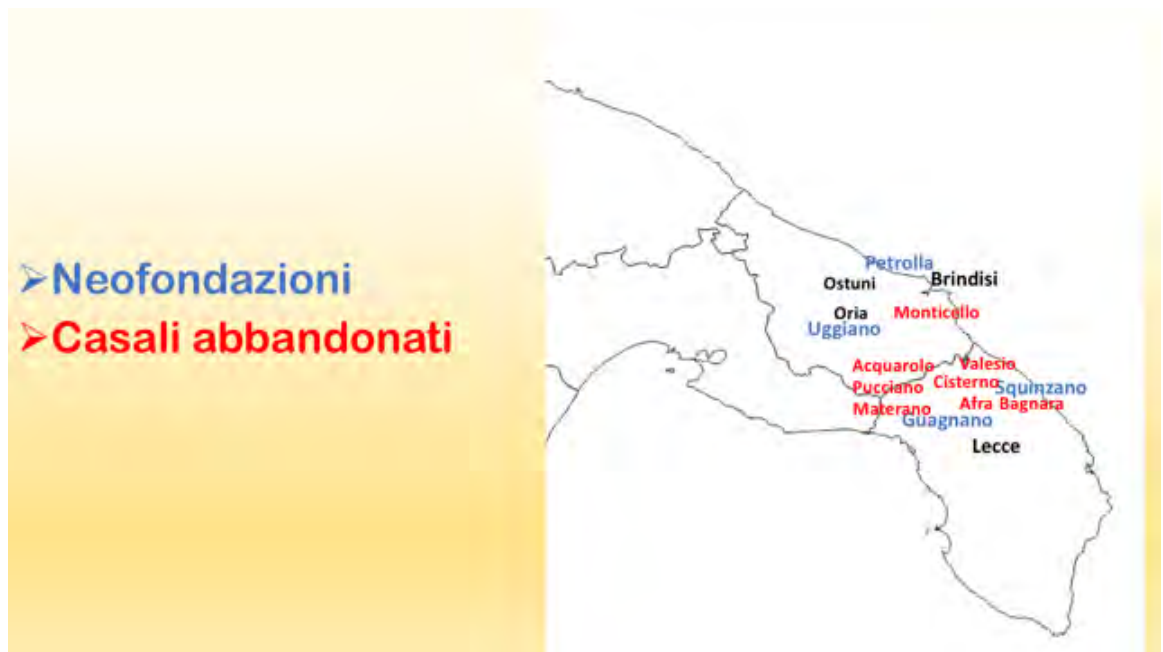 ➢Neofondazioni
➢Casali abbandonati
Petrolla
Brindisi
Ostuni
Oria
Monticello
Uggiano
Acquarolo
Valesio
Pucciano
Cisterno
Squinzano
Materano
Afra Bagnara
Guagnano
Lecce